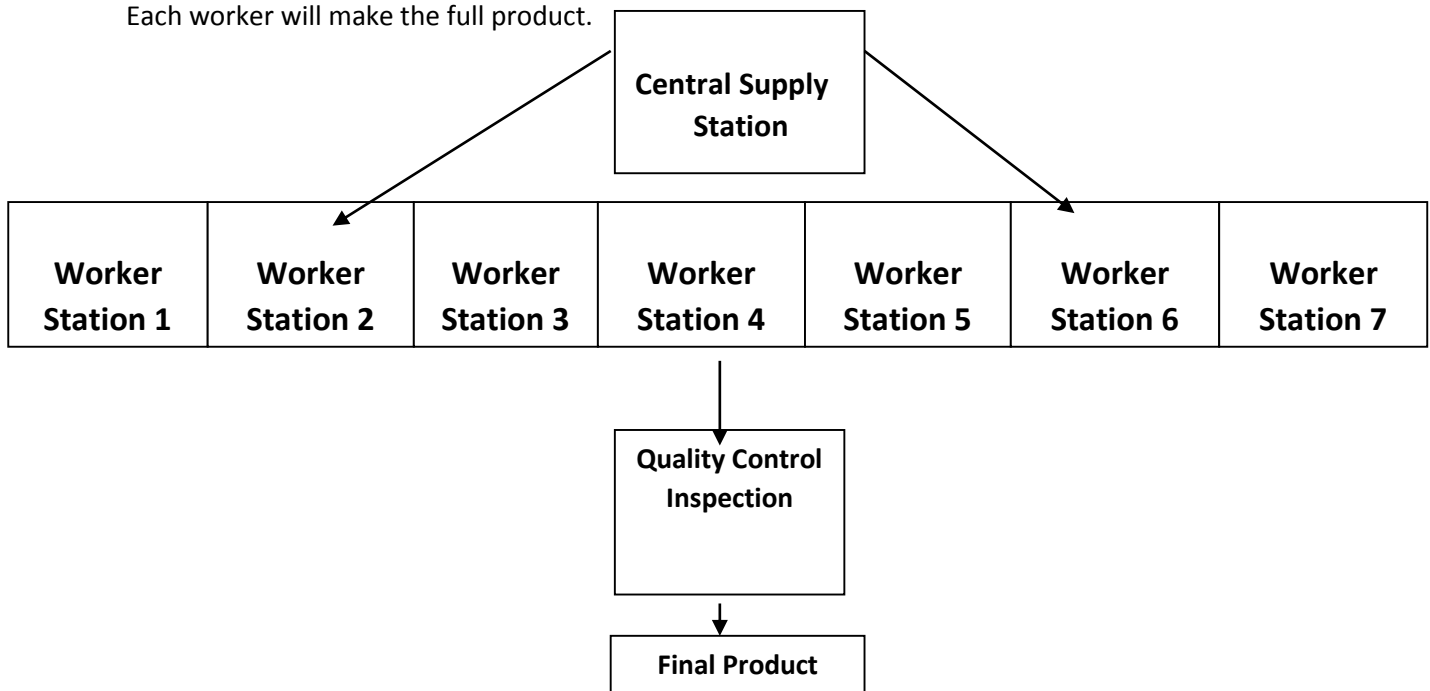 Each worker will make the full product.
Central Supply
Station
Worker
Station 1
Worker
Station 2
Worker
Station 3
Worker
Station 4
Worker
Station 5
Worker
Station 6
Worker
Station 7
Quality Control
Inspection
Final Product